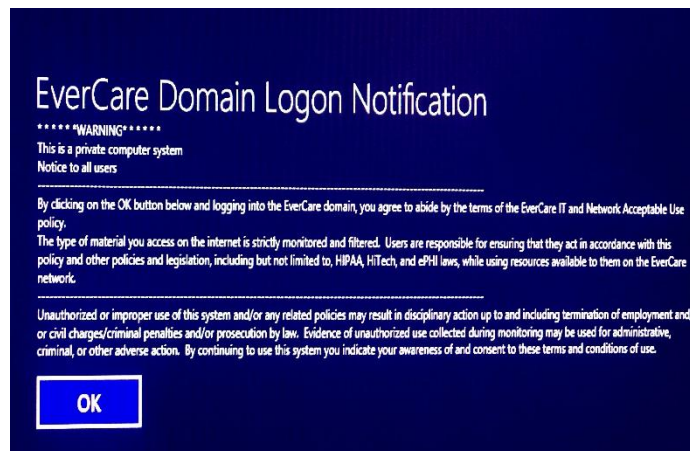 EverCare Domain Logon Notification
******WARNING******
This is a private computer system
Notice to all users
--------------------------------------------------------------------------------
By clicking on the OK button below and logging into the EverCare domain, you agree to abide by the terms of the EverCare IT and Network Acceptable Use
policy.
The type of material you access on the internet is strictly monitored and filtered. Users are responsible for ensuring that they act in accordance with this
policy and other policies and legislation, including but not limited to, HIPAA, HiTech, and ePHI laws, while using resources available to them on the EverCare
network.
--------------------------------------------------------------------------------
Unauthorized or improper use of this system and/or any related policies may result in disciplinary action up to and including termination of employment and
or civil charges/criminal penalties and/or prosecution by law. Evidence of unauthorized use collected during monitoring may be used for administrative,
criminal, or other adverse action. By continuing to use this system you indicate your awareness of and consent to these terms and conditions of use.
OK